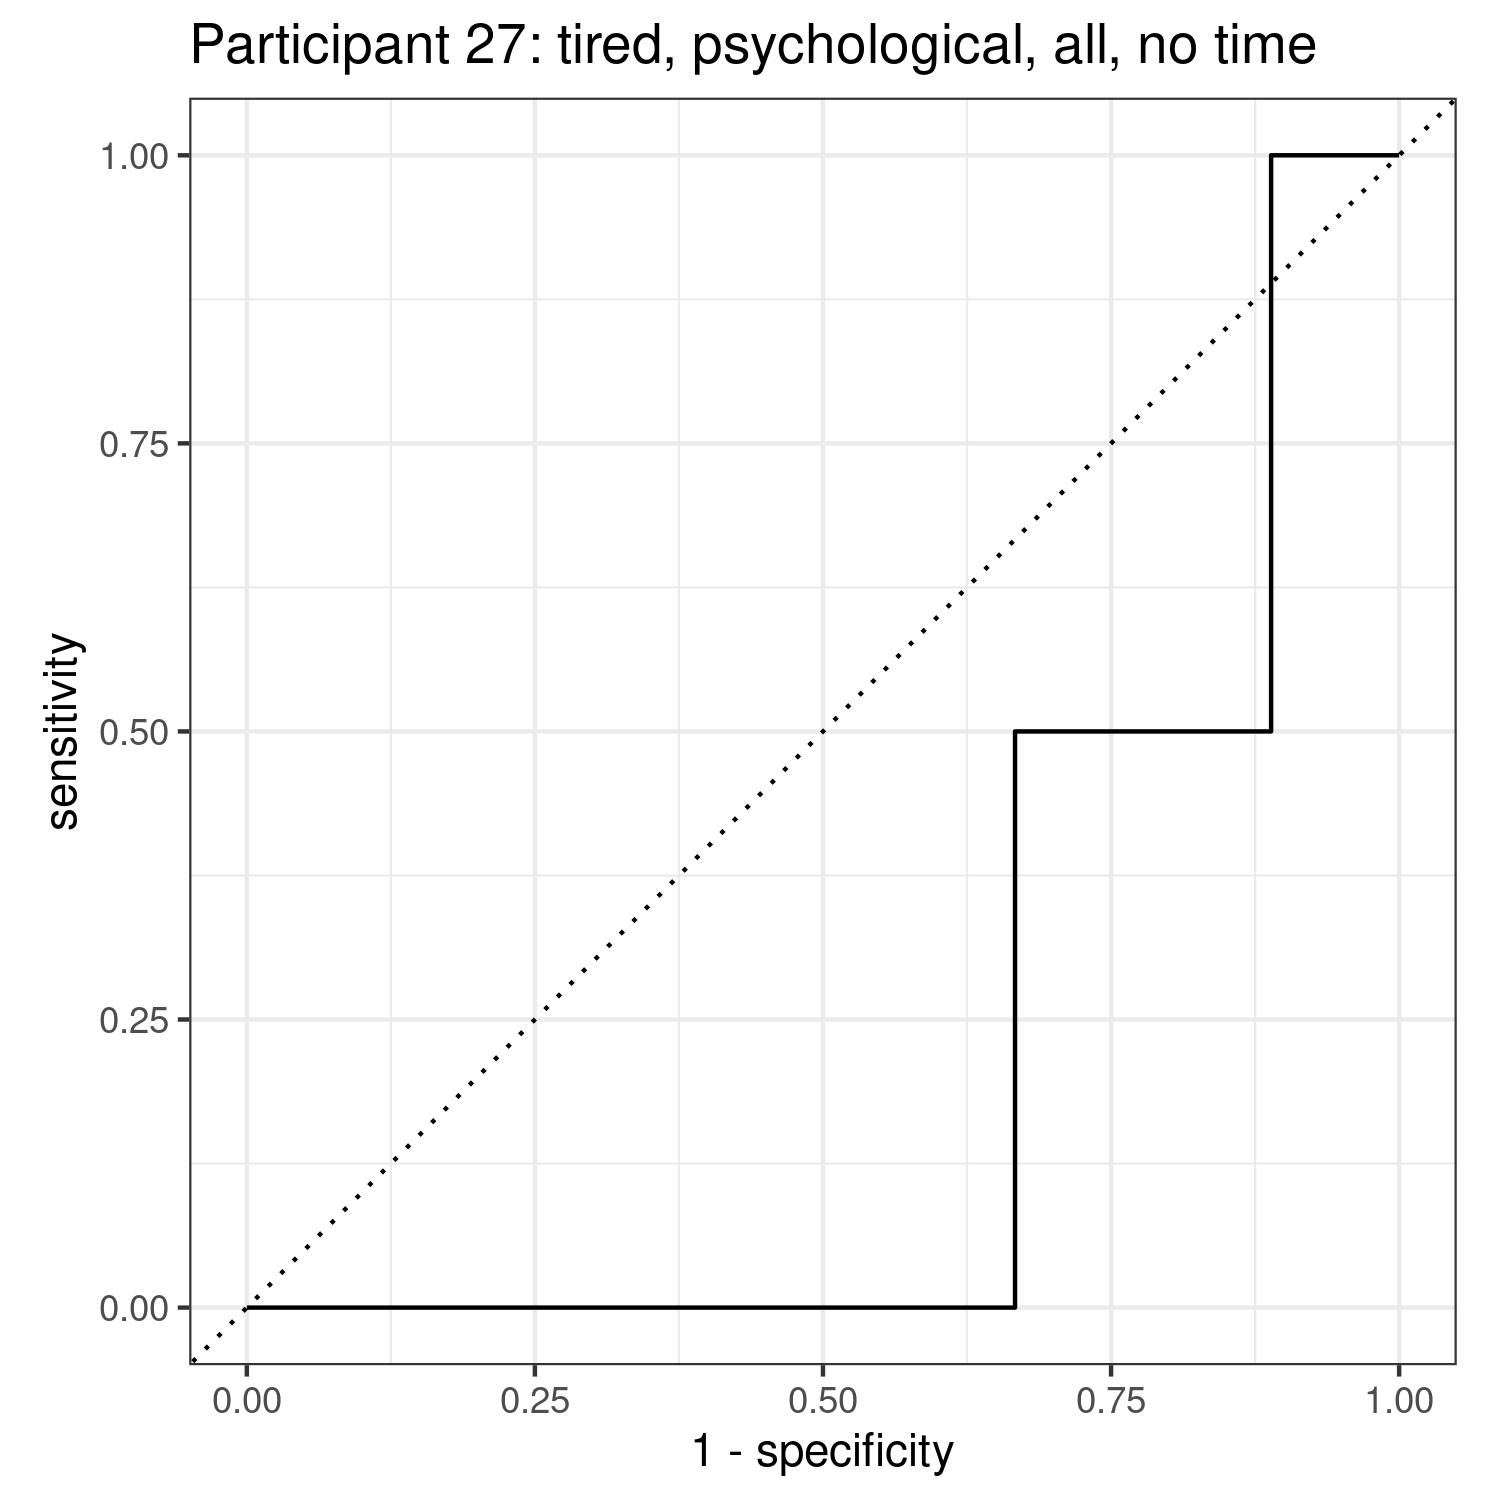 Participant 27: tired, psychological, all, no time
1.00
0.75
0.50
0.25
0.00
sensitivity
0.00 0.25 0.50 0.75 1.00
1 - specificity